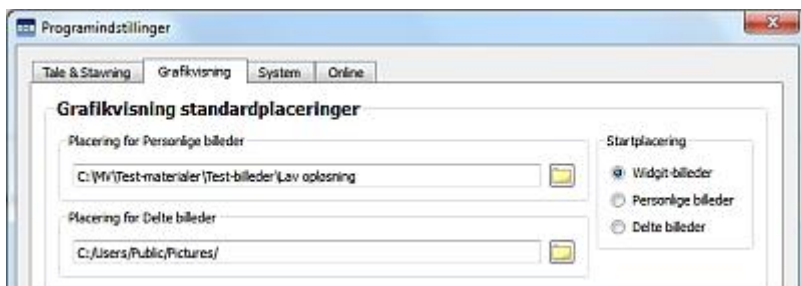 Programindstillinger
Tale & Stavning Grafikvisning System Online
Grafikvisning standardplaceringer
Placering for Personlige billeder
C:\MV\Test-materialer\Test-billeder\Lav opløsning
Placering for Delte billeder
C:/Users/Public/Pictures/
Startplacering
Widgit-billeder
Personlige billeder
Delte billeder